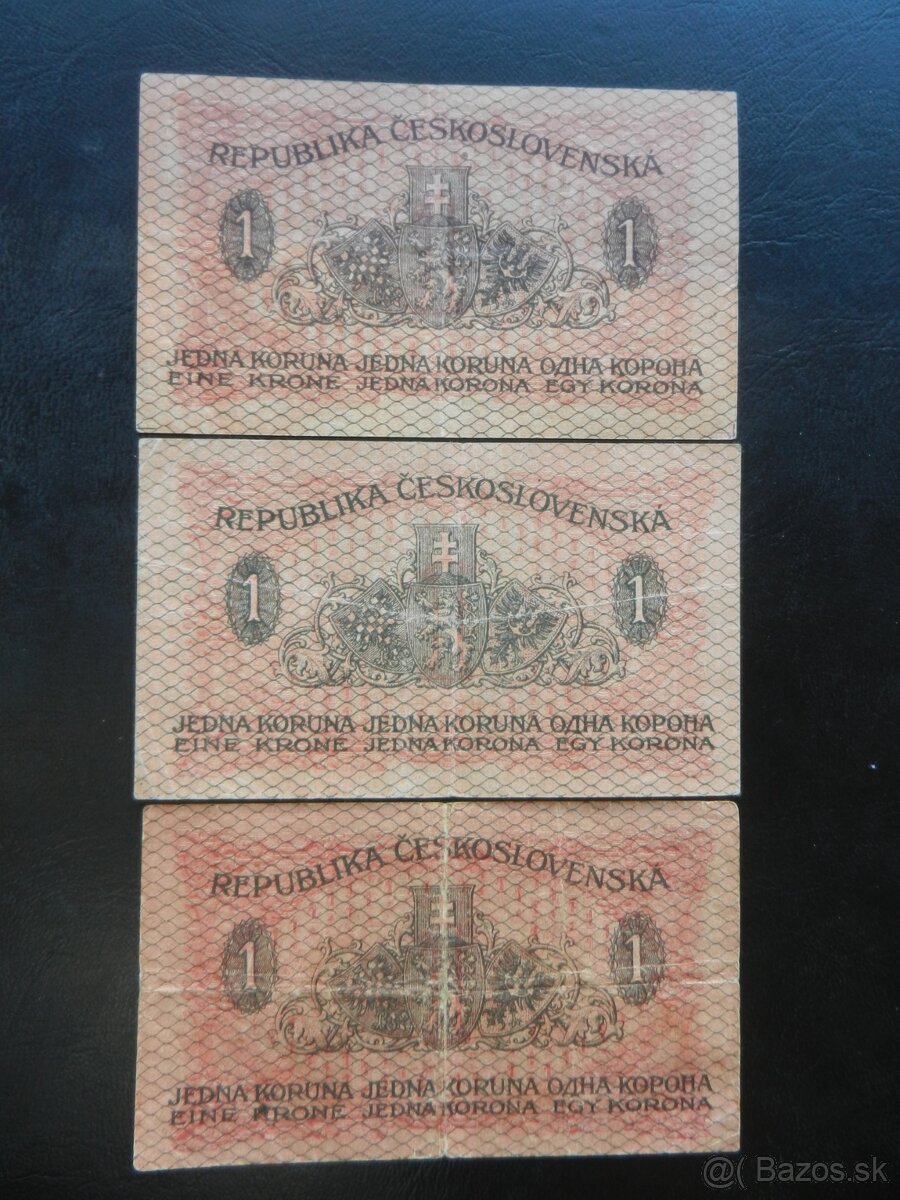 REPUBLIKA ČESKOSLOVENSKÁ
1 1
JEDNA KORUNA JEDNA KORUNA ОДНА КОРОНА
EINE KRONE JEDNA KORONA EGY KORONA
REPUBLIKA ČESKOSLOVENSKÁ
1 1
JEDNA KORUNA JEDNA KORUNA ОДНА КОРОНА
EINE KRONE JEDNA KORONA EGY KORONA
REPUBLIKA ČESKOSLOVENSKÁ
1 1
JEDNA KORUNA JEDNA KORUNA ОДНА КОРОНА
EINE KRONE JEDNA KORONA EGY KORONA
@( Bazos.sk